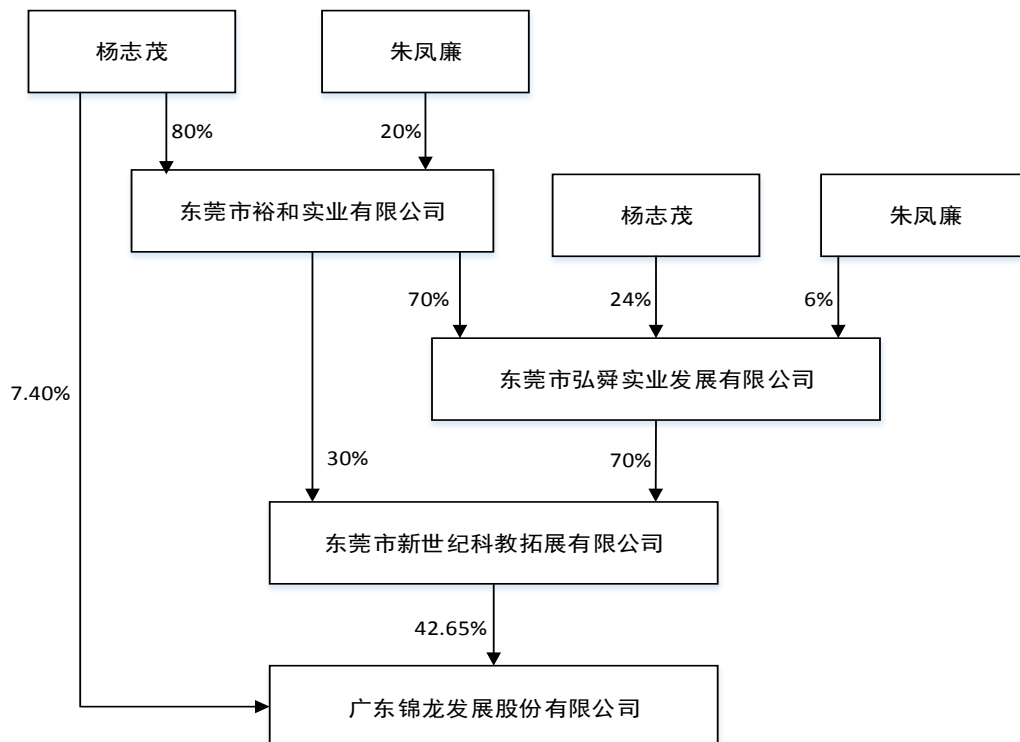 杨志茂
朱凤廉
80%
20%
东莞市裕和实业有限公司
杨志茂
朱凤廉
70%
24%
6%
东莞市弘舜实业发展有限公司
7.40%
30%
70%
东莞市新世纪科教拓展有限公司
42.65%
广东锦龙发展股份有限公司